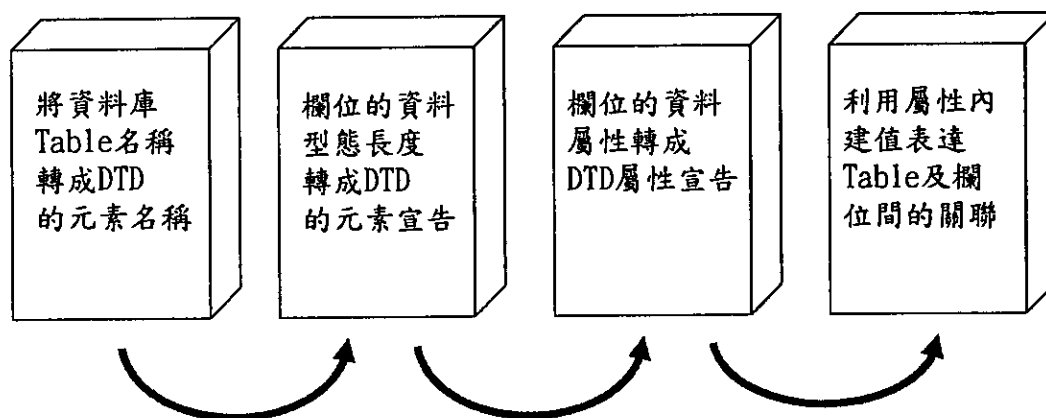 將資料庫
Table名稱
轉成DTD
的元素名稱
欄位的資料
型態長度
轉成DTD
的元素宣告
欄位的資料
屬性轉成
DTD屬性宣告
利用屬性內
建值表達
Table及欄
位間的關聯